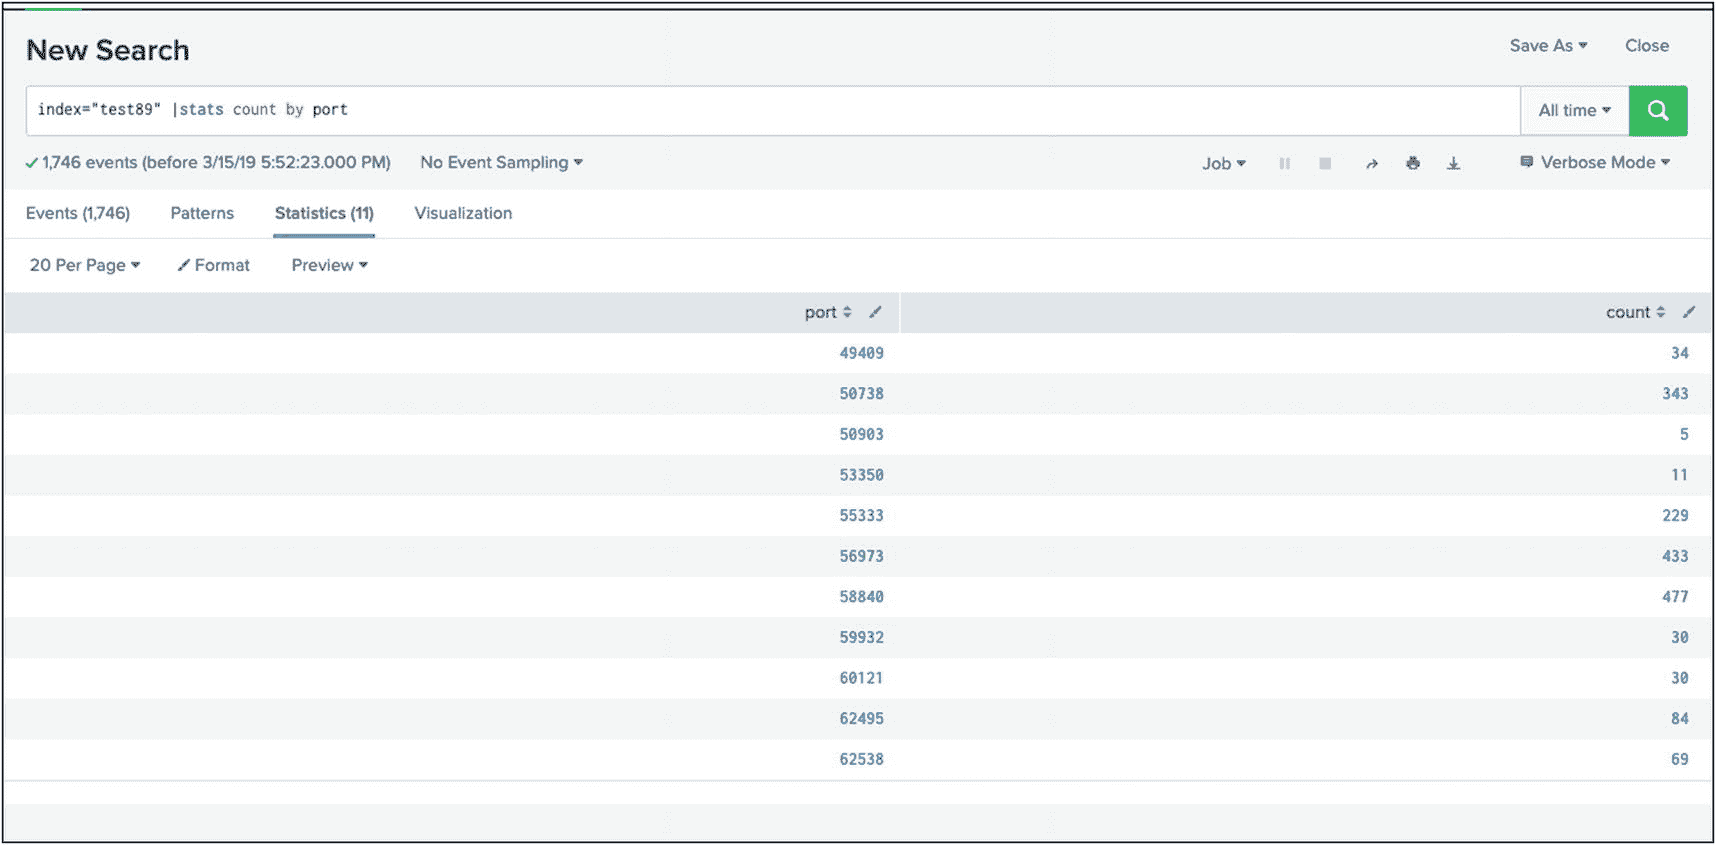 New Search
Save As Close
index="test89" |stats count by port All time
1,746 events (before 3/15/19 5:52:23.000 PM) No Event Sampling Job Verbose Mode
Events (1,746) Patterns Statistics (11) Visualization
20 Per Page Format Preview
port count
49409 34
50738 343
50903 5
53350 11
55333 229
56973 433
58840 477
59932 30
60121 30
62495 84
62538 69